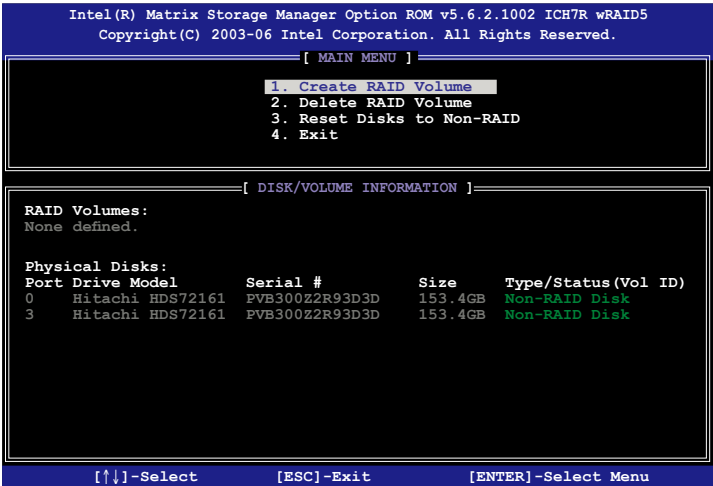 Intel(R) Matrix Storage Manager Option ROM v5.6.2.1002 ICH7R wRAID5
Copyright(C) 2003-06 Intel Corporation. All Rights Reserved.
[ MAIN MENU ]
1. Create RAID Volume
2. Delete RAID Volume
3. Reset Disks to Non-RAID
4. Exit
[ DISK/VOLUME INFORMATION ]
RAID Volumes:
None defined.
Physical Disks:
Port Drive Model Serial # Size Type/Status(Vol ID)
0 Hitachi HDS72161 PVB300Z2R93D3D 153.4GB Non-RAID Disk
3 Hitachi HDS72161 PVB300Z2R93D3D 153.4GB Non-RAID Disk
[↑↓]-Select [ESC]-Exit [ENTER]-Select Menu